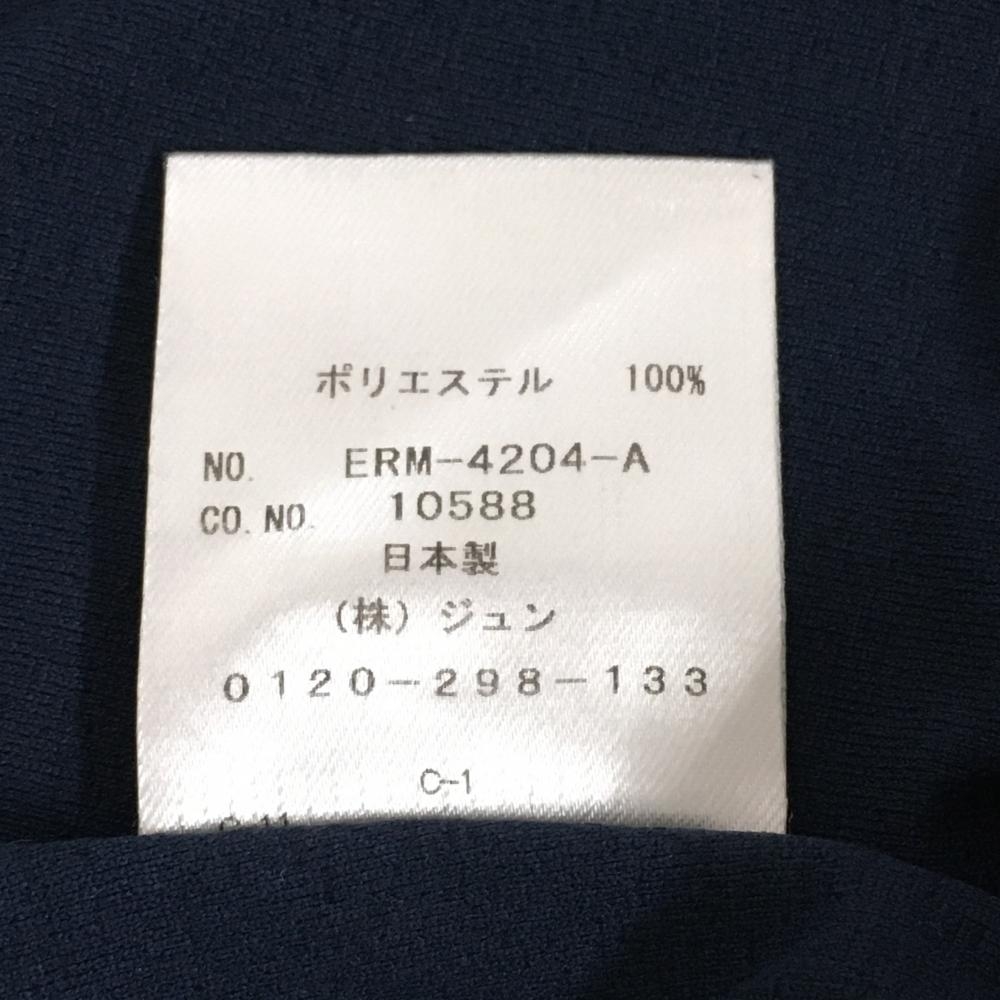 ポリエステル 100%
NO. ERM-4204-A
CO.NO. 10588
日本製
(株)ジュン
0120-298-133
C-1